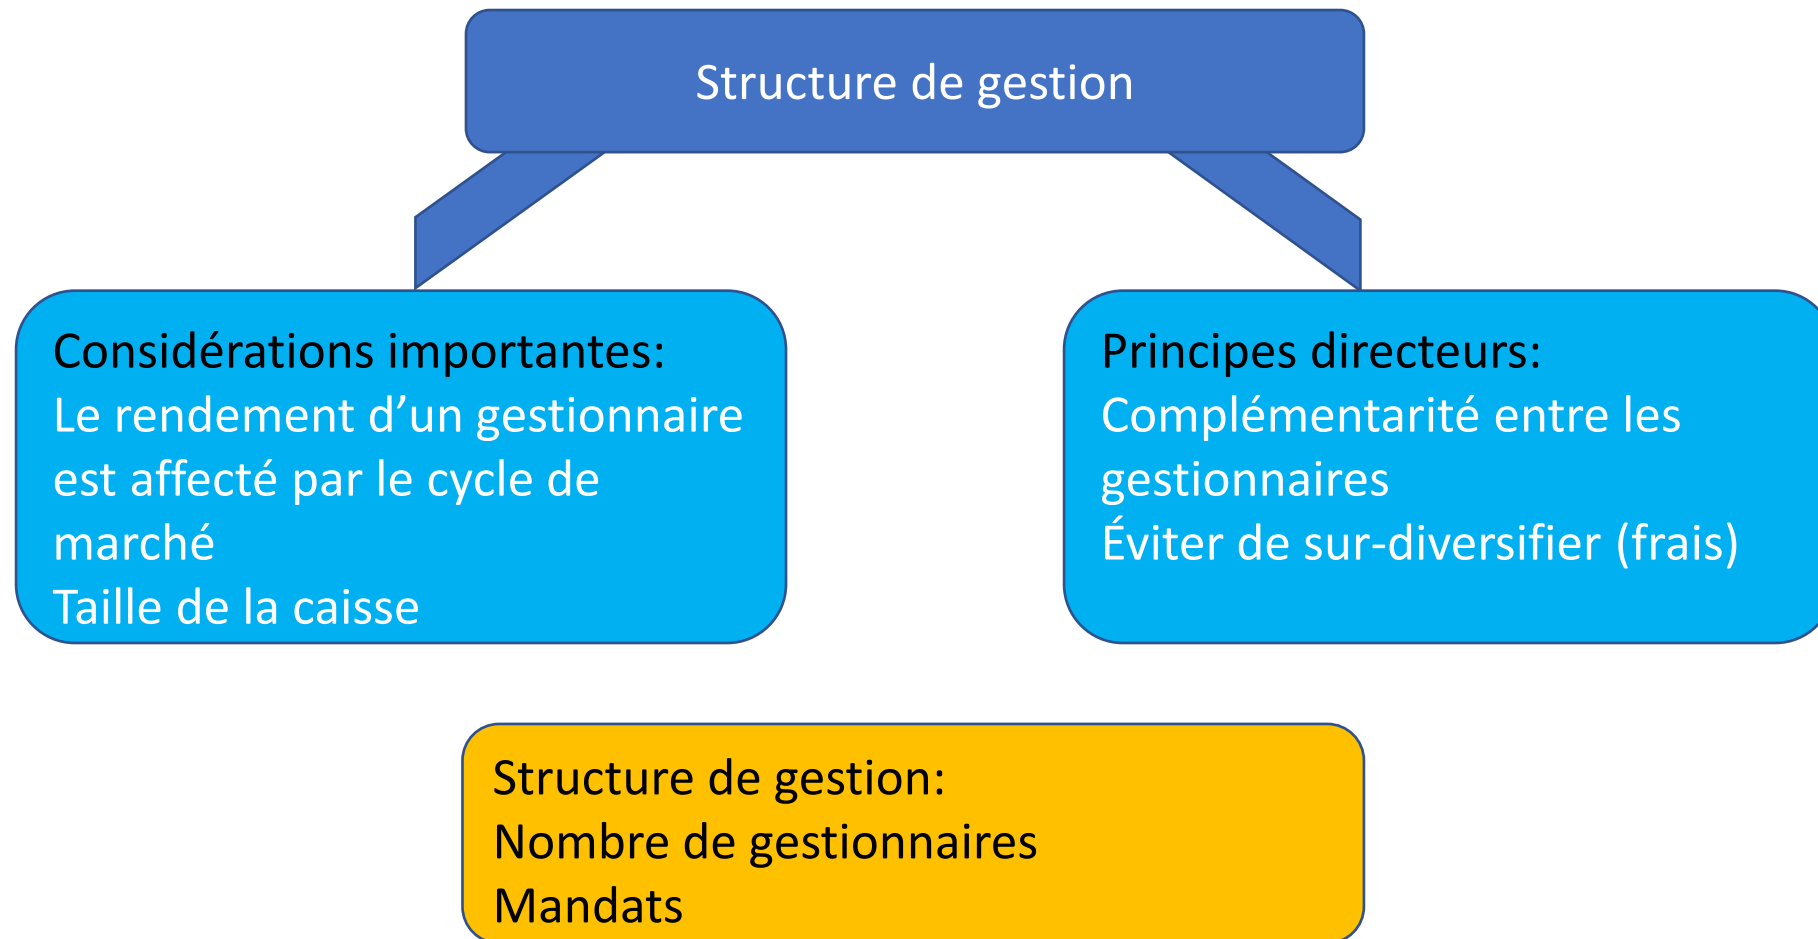 Structure de gestion
Considérations importantes:
Le rendement d’un gestionnaire
est affecté par le cycle de
marché
Taille de la caisse
Principes directeurs:
Complémentarité entre les
gestionnaires
Éviter de sur-diversifier (frais)
Structure de gestion:
Nombre de gestionnaires
Mandats